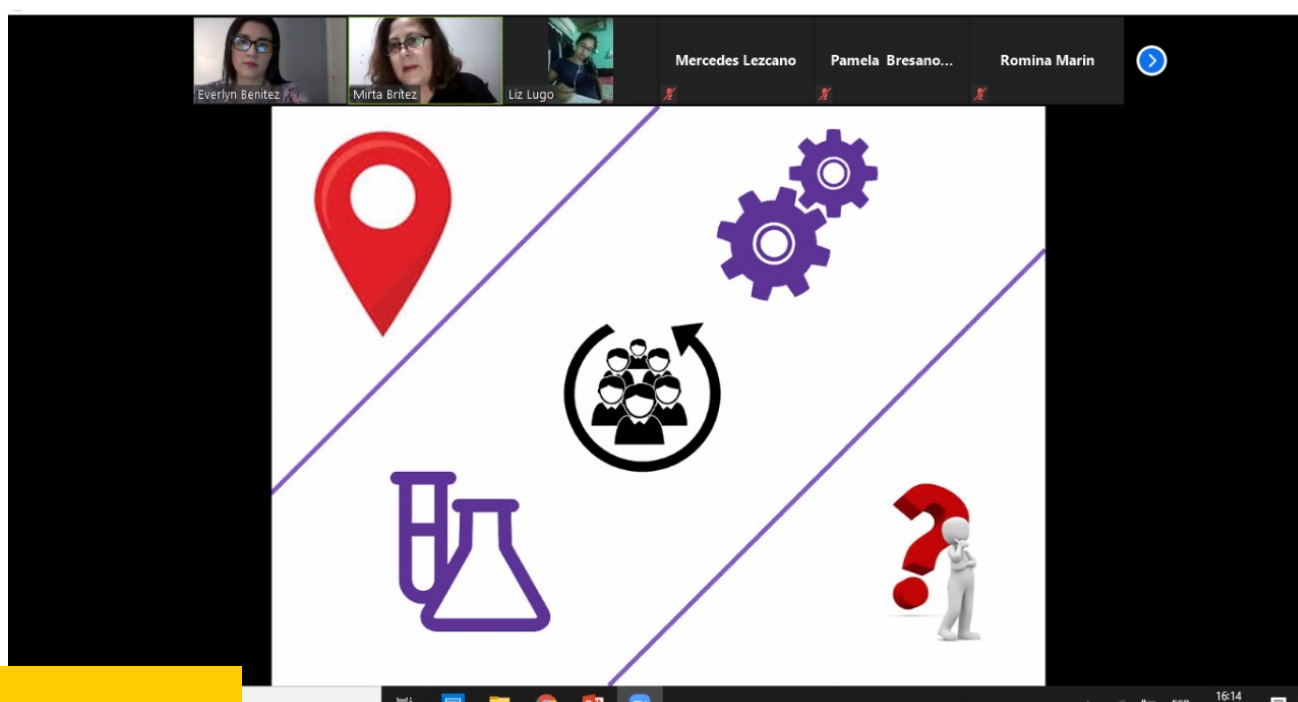 Mercedes Lezcano
Pamela Bresano...
Romina Marin
Everlyn Benitez
Mirta Britez
Liz Lugo
16:14